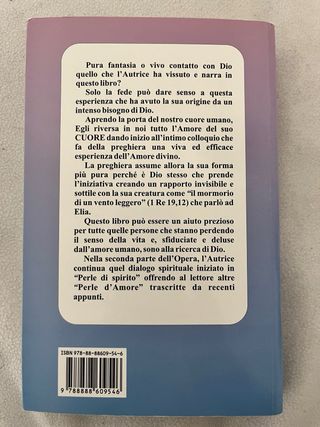 Pura fantasia o vivo contatto con Dio
quello che l'Autrice ha vissuto e narra in
questo libro?
Solo la fede può dare senso a questa
esperienza che ha avuto la sua origine da un
intenso bisogno di Dio.
Aprendo la porta del nostro cuore umano,
Egli riversa in noi tutto l'Amore del suo
CUORE dando inizio all'intimo colloquio che
fa della preghiera una viva ed efficace
esperienza dell'Amore divino.
La preghiera assume allora la sua forma
più pura perché è Dio stesso che prende
l'iniziativa creando un rapporto invisibile e
sottile con la sua creatura come "il mormorio
di un vento leggero" (1 Re 19,12) che parlò ad
Elia.
Questo libro può essere un aiuto prezioso
per tutte quelle persone che stanno perdendo
il senso della vita e, sfiduciate e deluse
dall'amore umano, sono alla ricerca di Dio.
Nella seconda parte dell'Opera, l'Autrice
continua quel dialogo spirituale iniziato in
"Perle di spirito" offrendo al lettore altre
"Perle d'Amore" trascritte da recenti
appunti.
ISBN 978-88-88609-54-6
9 788888 609546